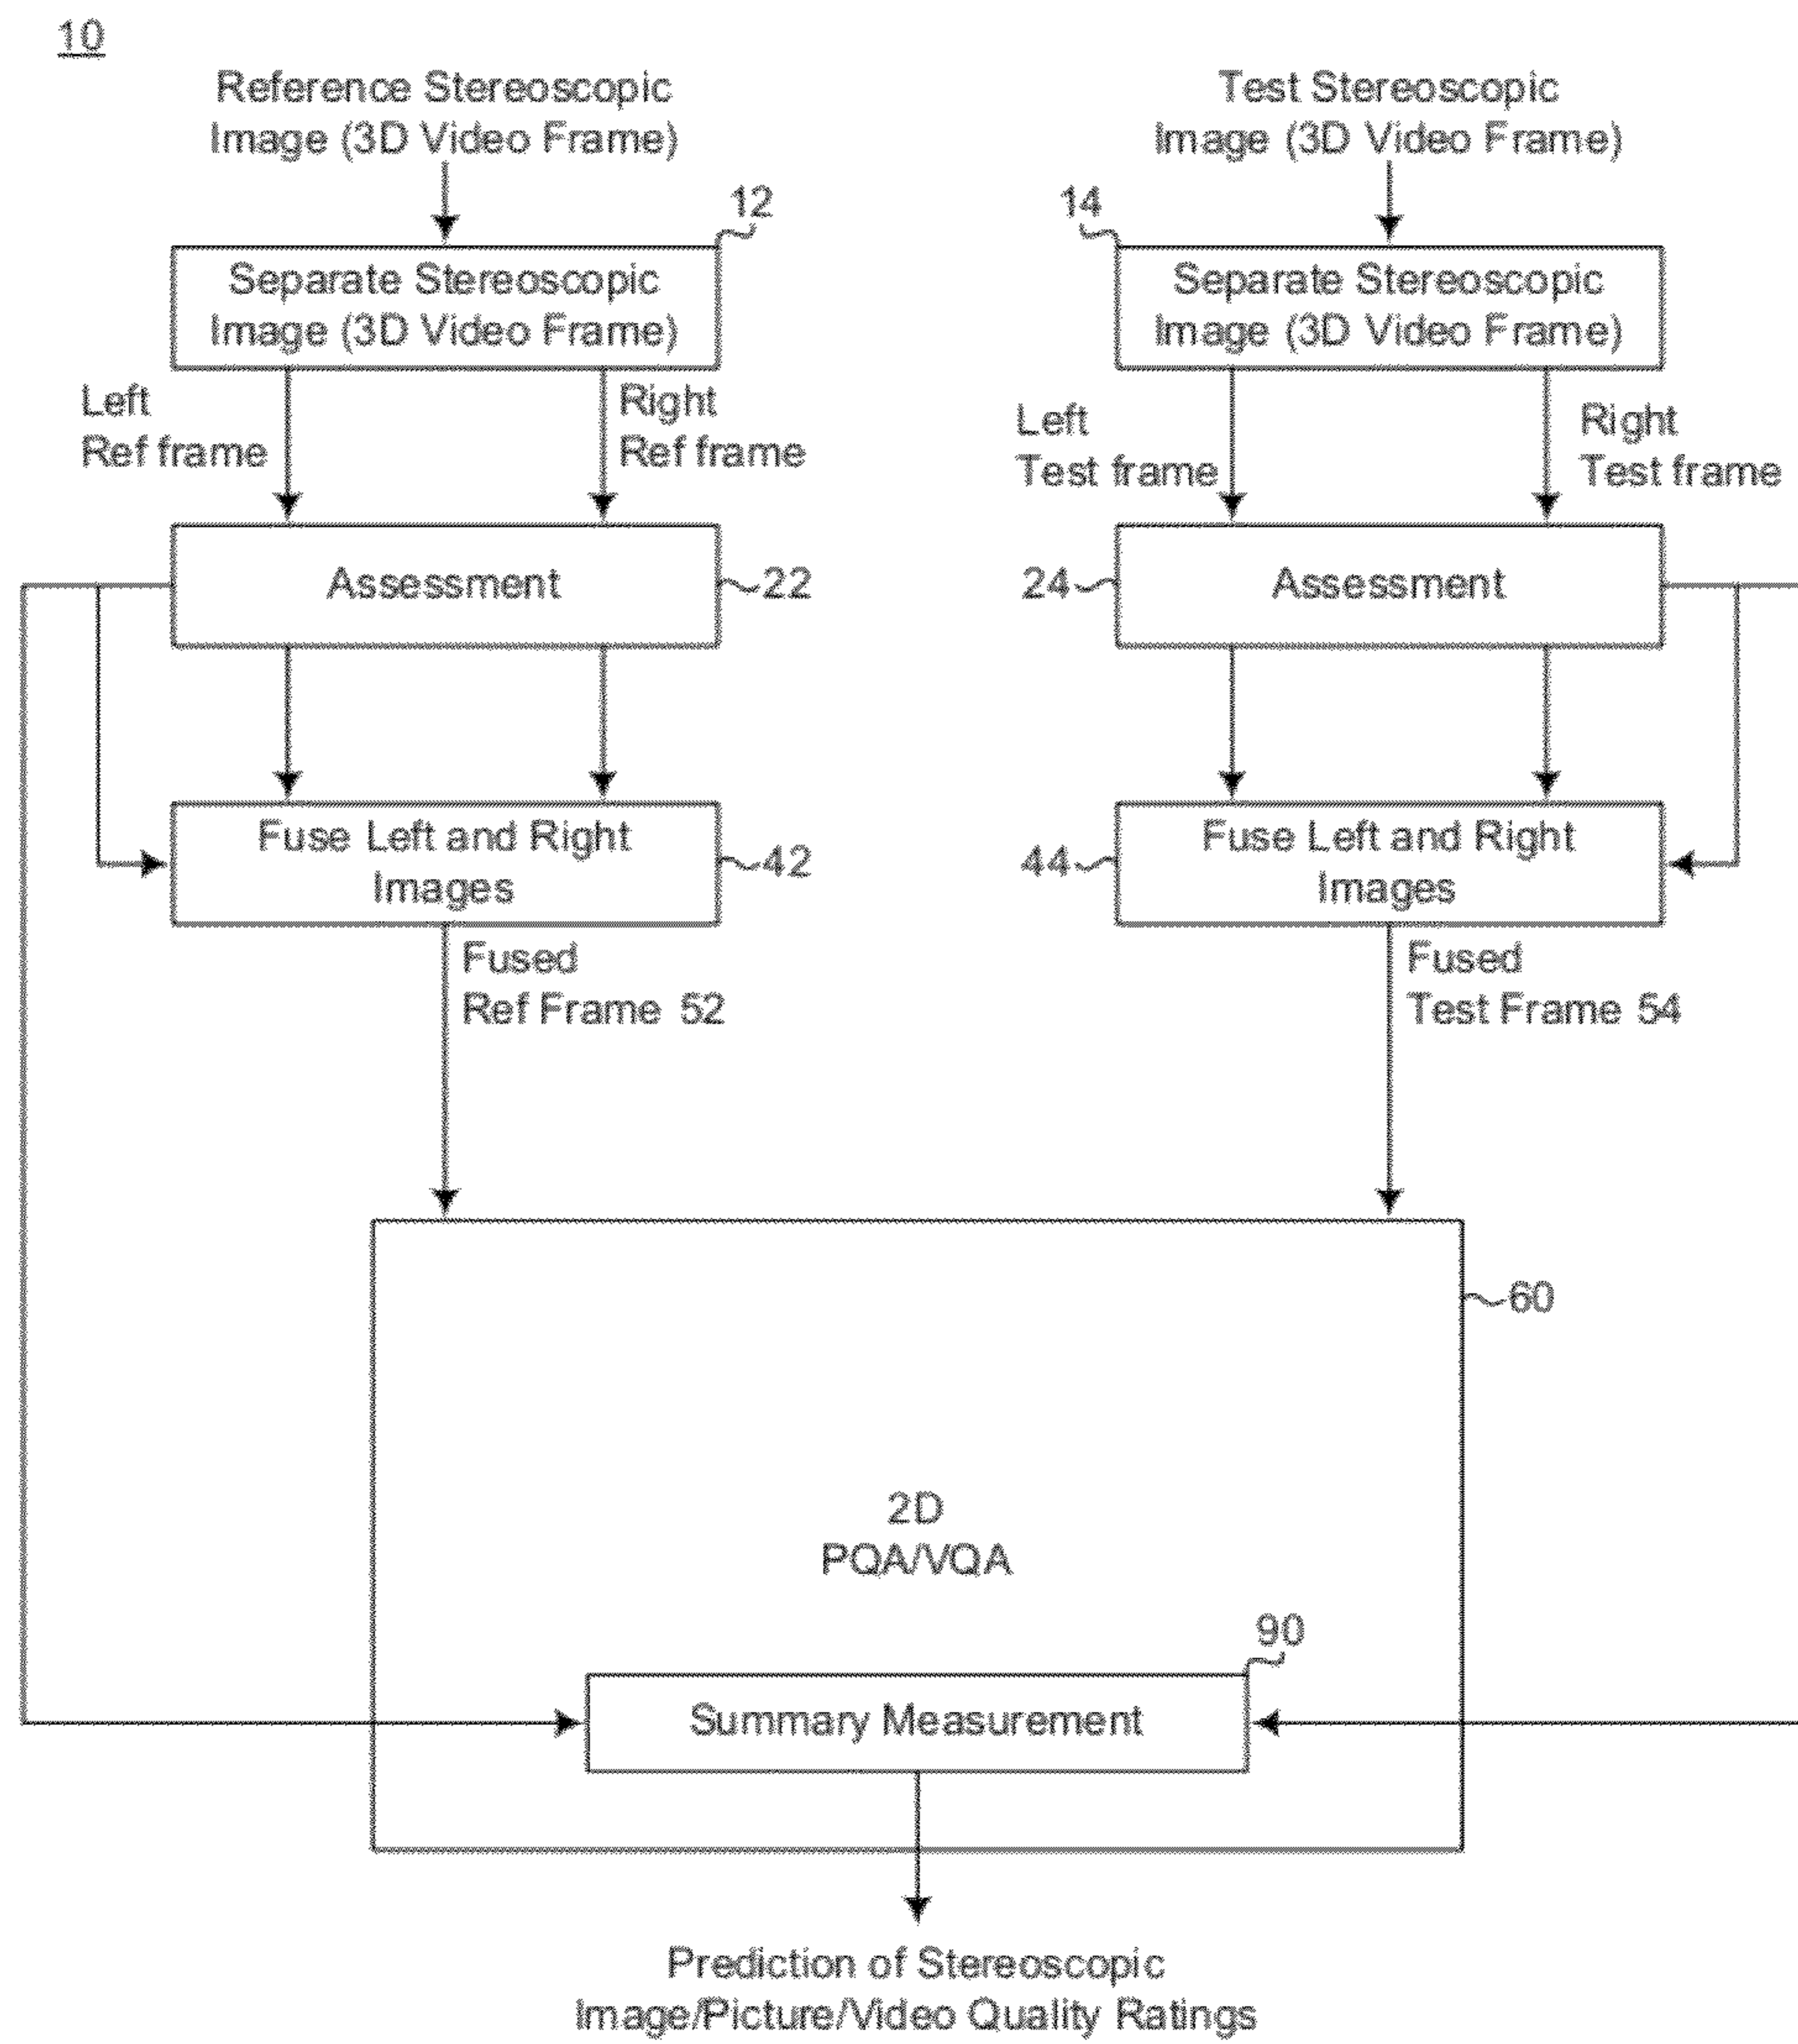 10
Reference Stereoscopic
Image (3D Video Frame)
Test Stereoscopic
Image (3D Video Frame)
12
14
Separate Stereoscopic
Image (3D Video Frame)
Separate Stereoscopic
Image (3D Video Frame)
Left
Ref frame
Right
Ref frame
Left
Test frame
Right
Test frame
Assessment
22
24
Assessment
Fuse Left and Right
Images
42
44
Fuse Left and Right
Images
Fused
Ref Frame 52
Fused
Test Frame 54
60
2D
PQA/VQA
90
Summary Measurement
Prediction of Stereoscopic
Image/Picture/Video Quality Ratings